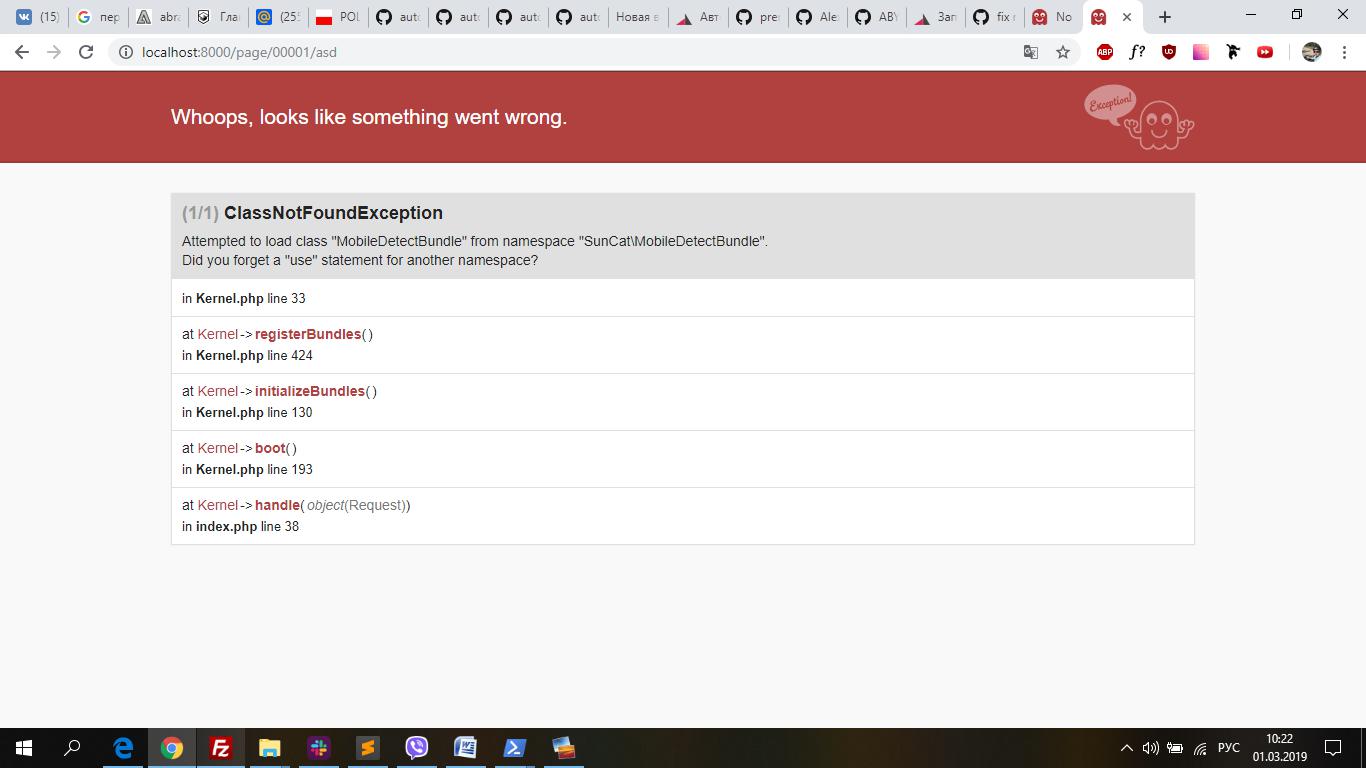 (15)
пер
abra
Глаг
(255
POL
auto
auto
auto
auto
Новая в
Авт
prem
Alex
Зап
fix r
No
localhost:8000/page/00001/asd
ABP
f?
Whoops, looks like something went wrong.
Exception!
(1/1) ClassNotFoundException
Attempted to load class "MobileDetectBundle" from namespace "SunCat\MobileDetectBundle".
Did you forget a "use" statement for another namespace?
in Kernel.php line 33
at Kernel->registerBundles()
in Kernel.php line 424
at Kernel->initializeBundles()
in Kernel.php line 130
at Kernel->boot()
in Kernel.php line 193
at Kernel->handle(object(Request))
in index.php line 38
РУС
10:22
01.03.2019